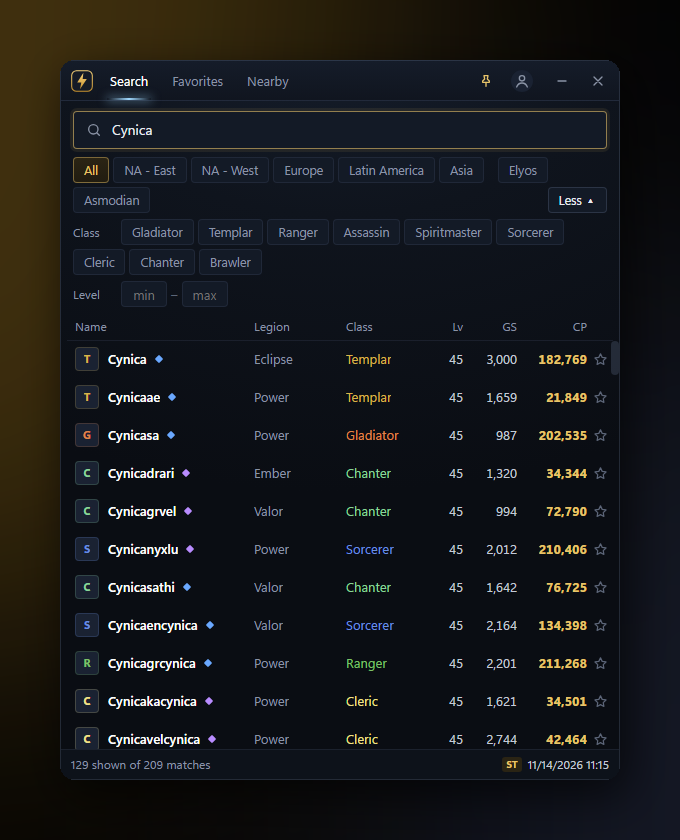 Search Favorites Nearby
Cynica
All NA - East NA - West Europe Latin America Asia Elyos
Asmodian Less ▲
Class Gladiator Templar Ranger Assassin Spiritmaster Sorcerer
Cleric Chanter Brawler
Level min – max
Name Legion Class Lv GS CP
T Cynica Eclipse Templar 45 3,000 182,769
T Cynicaae Power Templar 45 1,659 21,849
G Cynicasa Power Gladiator 45 987 202,535
C Cynicadrari Ember Chanter 45 1,320 34,344
C Cynicagrvel Valor Chanter 45 994 72,790
S Cynicanyxlu Power Sorcerer 45 2,012 210,406
C Cynicasathi Valor Chanter 45 1,642 76,725
S Cynicaencynica Valor Sorcerer 45 2,164 134,398
R Cynicagrcynica Power Ranger 45 2,201 211,268
C Cynicakacynica Power Cleric 45 1,621 34,501
C Cynicavelcynica Power Cleric 45 2,744 42,464
129 shown of 209 matches ST 11/14/2026 11:15